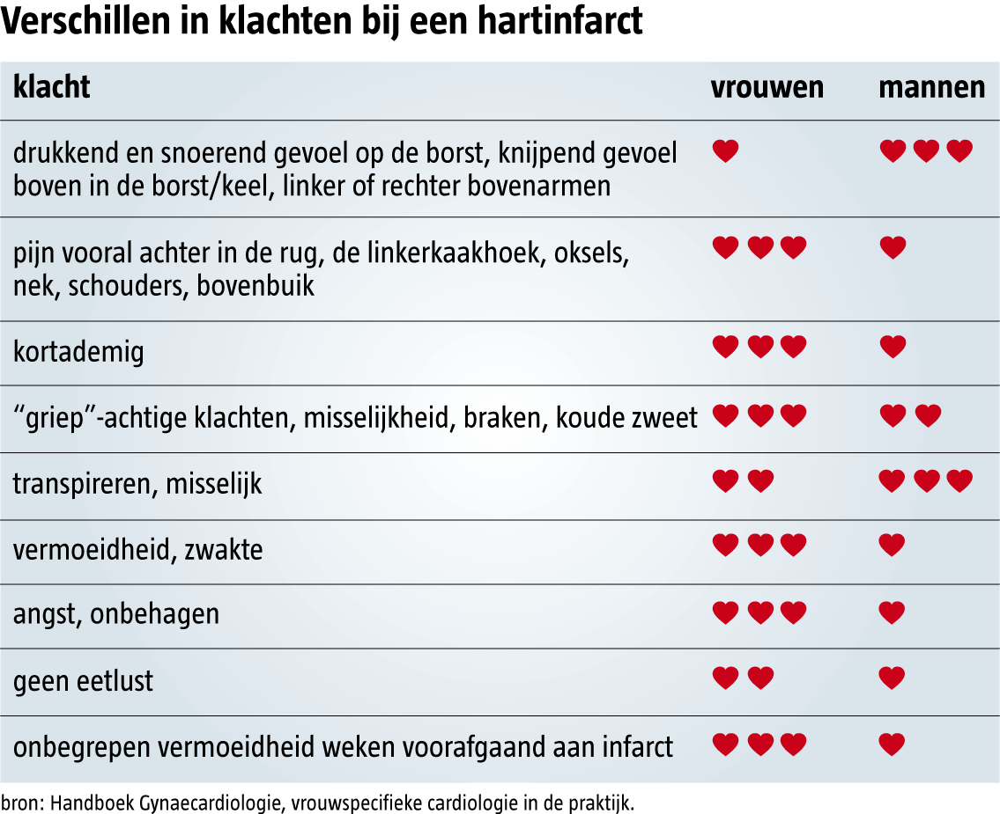 Verschillen in klachten bij een hartinfarct
klacht vrouwen mannen
drukkend en snoerend gevoel op de borst, knijpend gevoel
boven in de borst/keel, linker of rechter bovenarmen
pijn vooral achter in de rug, de linkerkaakhoek, oksels,
nek, schouders, bovenbuik
kortademig
“griep”-achtige klachten, misselijkheid, braken, koude zweet
transpireren, misselijk
vermoeidheid, zwakte
angst, onbehagen
geen eetlust
onbegrepen vermoeidheid weken voorafgaand aan infarct
bron: Handboek Gynaecardiologie, vrouwspecifieke cardiologie in de praktijk.